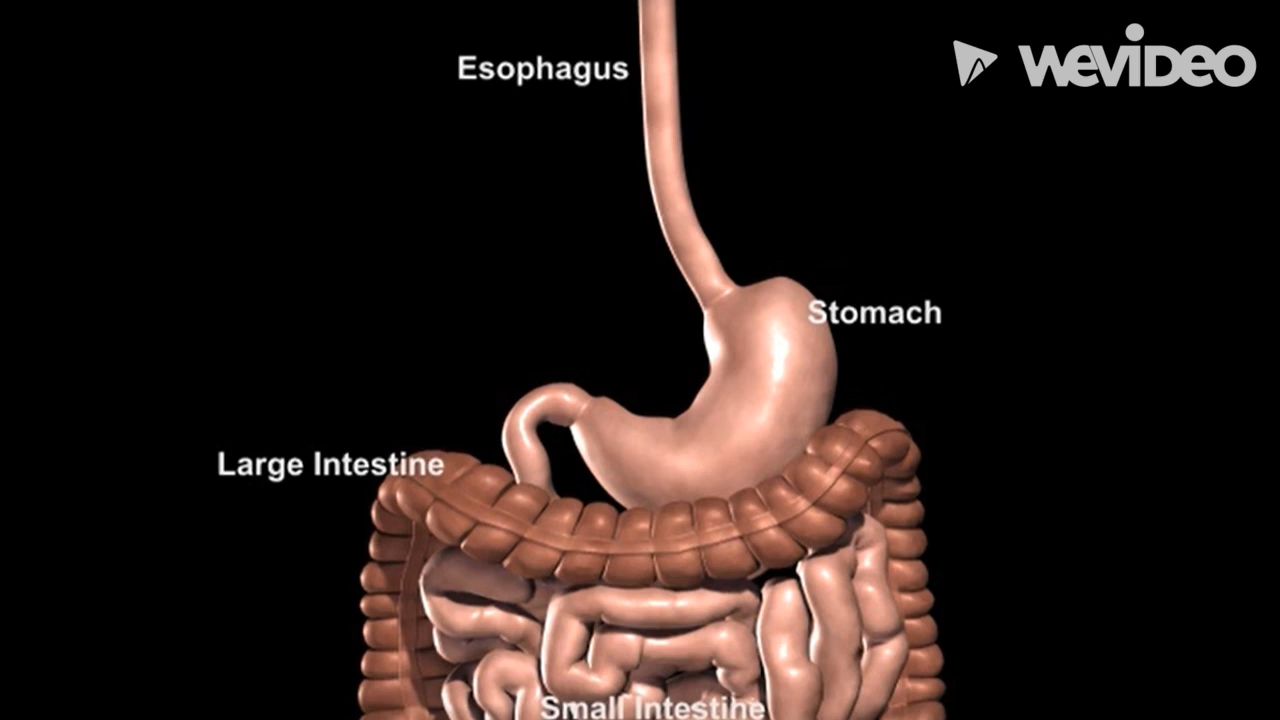 Esophagus
WEVIDEO
Stomach
Large Intestine
Small Intestine